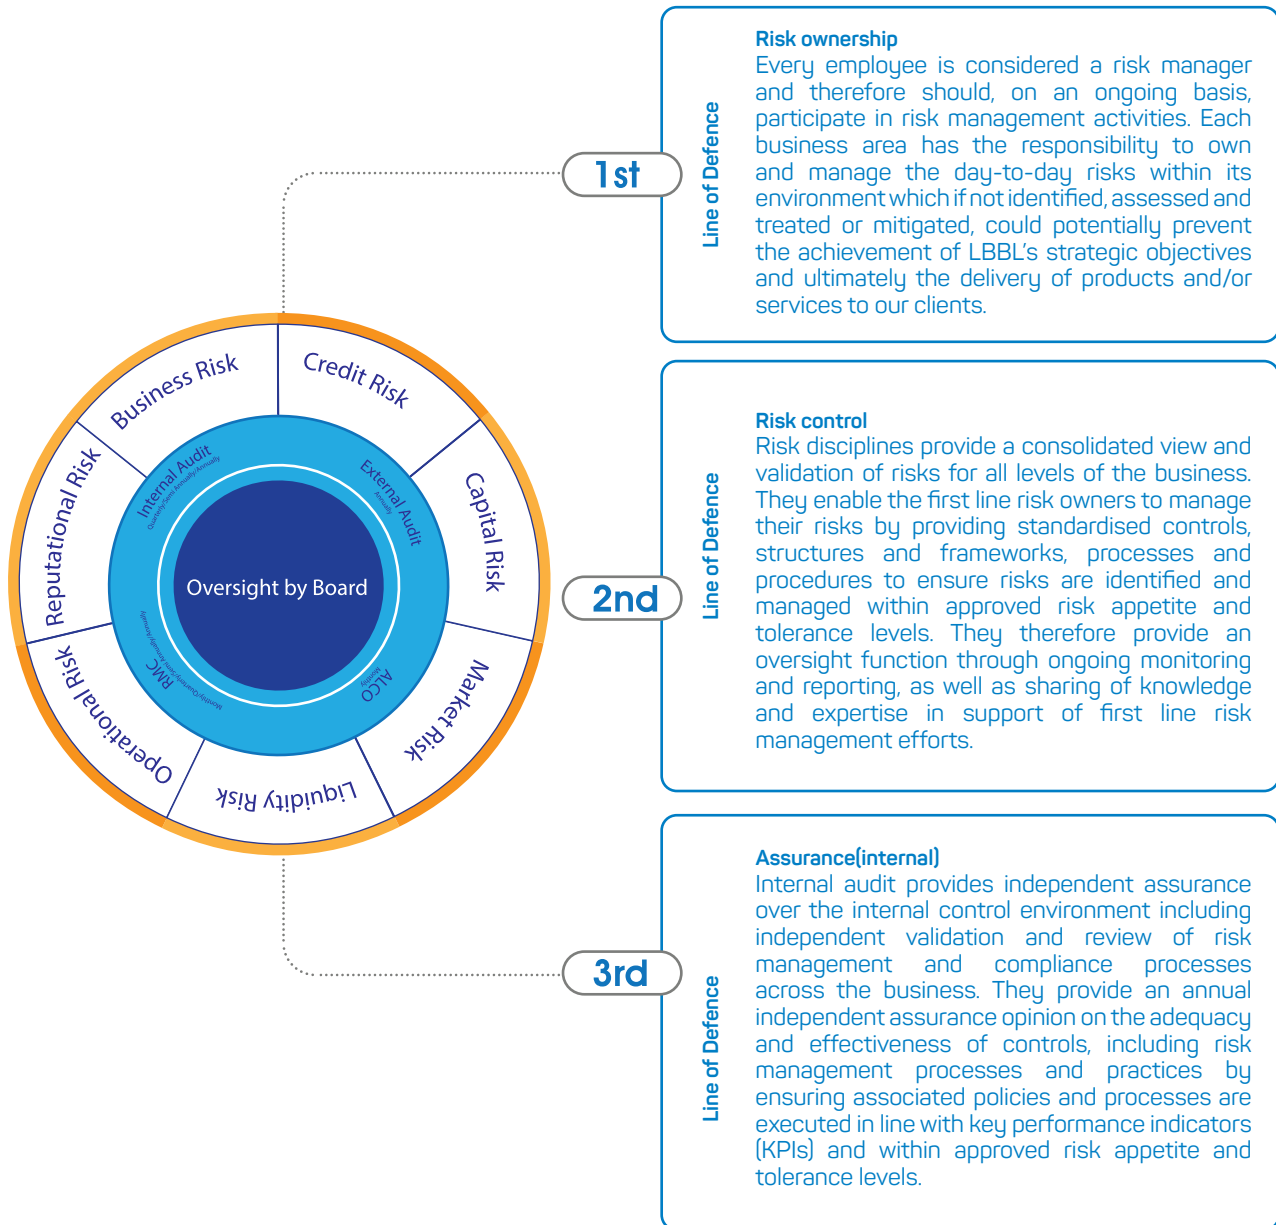 Risk ownership
Every employee is considered a risk manager
and therefore should, on an ongoing basis,
participate in risk management activities. Each
business area has the responsibility to own
and manage the day-to-day risks within its
environment which if not identified, assessed and
treated or mitigated, could potentially prevent
the achievement of LBBL's strategic objectives
and ultimately the delivery of products and/or
services to our clients.
Line of Defence
1st
Risk control
Risk disciplines provide a consolidated view and
validation of risks for all levels of the business.
They enable the first line risk owners to manage
their risks by providing standardised controls,
structures and frameworks, processes and
procedures to ensure risks are identified and
managed within approved risk appetite and
tolerance levels. They therefore provide an
oversight function through ongoing monitoring
and reporting, as well as sharing of knowledge
and expertise in support of first line risk
management efforts.
Line of Defence
2nd
Assurance(internal)
Internal audit provides independent assurance
over the internal control environment including
independent validation and review of risk
management and compliance processes
across the business. They provide an annual
independent assurance opinion on the adequacy
and effectiveness of controls, including risk
management processes and practices by
ensuring associated policies and processes are
executed in line with key performance indicators
(KPIs) and within approved risk appetite and
tolerance levels.
Line of Defence
3rd
Business Risk
Credit Risk
Capital Risk
Market Risk
Liquidity Risk
Operational Risk
Reputational Risk
Internal Audit
Quarterly/Semi Annually/Annually
External Audit
Annually
ALCO
Monthly
RMC
Monthly/Quarterly/Semi Annually/Annually
Oversight by Board